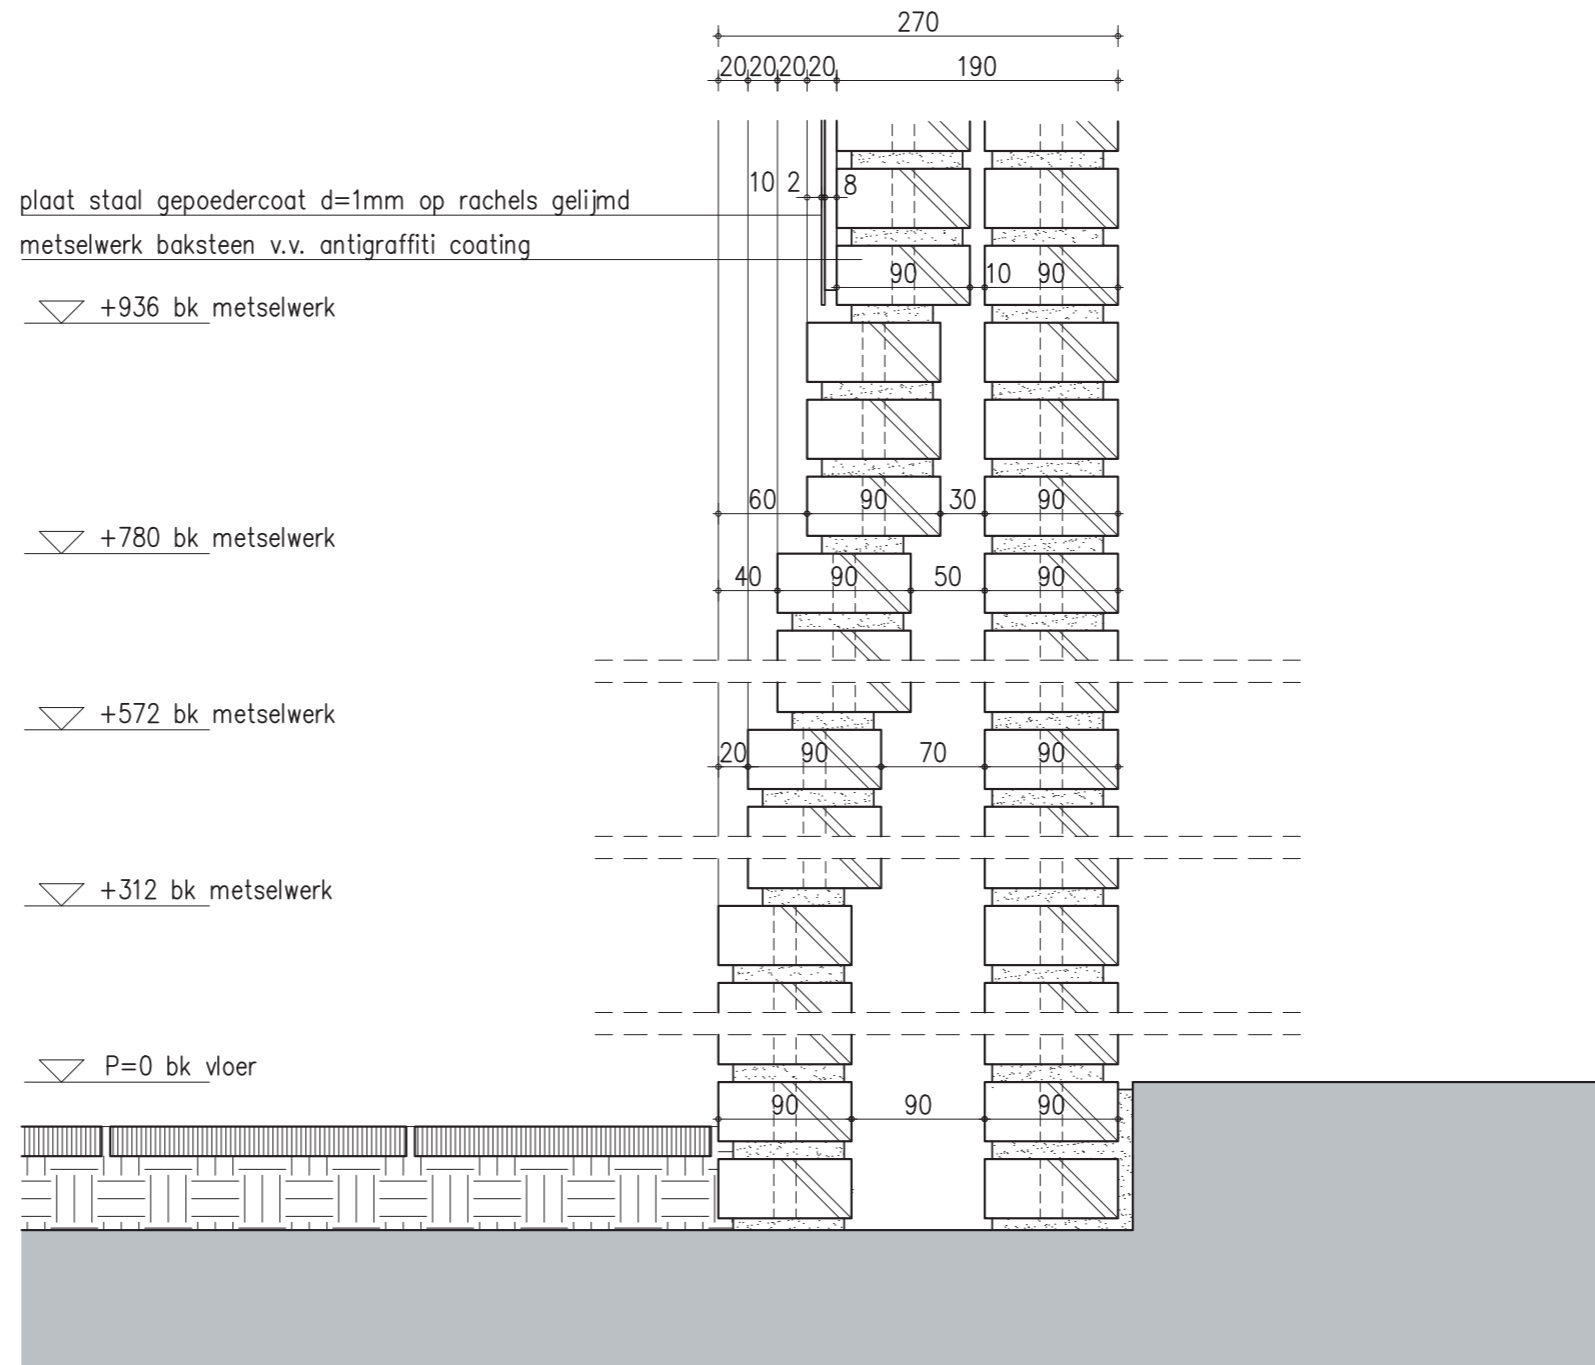 270
20 20 20 20 190
10 2 8
plaat staal gepoedercoat d=1mm op rachels gelijmd
metselwerk baksteen v.v. antigraffiti coating
90 10 90
+936 bk metselwerk
60 90 30 90
+780 bk metselwerk
40 90 50 90
+572 bk metselwerk
20 90 70 90
+312 bk metselwerk
P=0 bk vloer
90 90 90